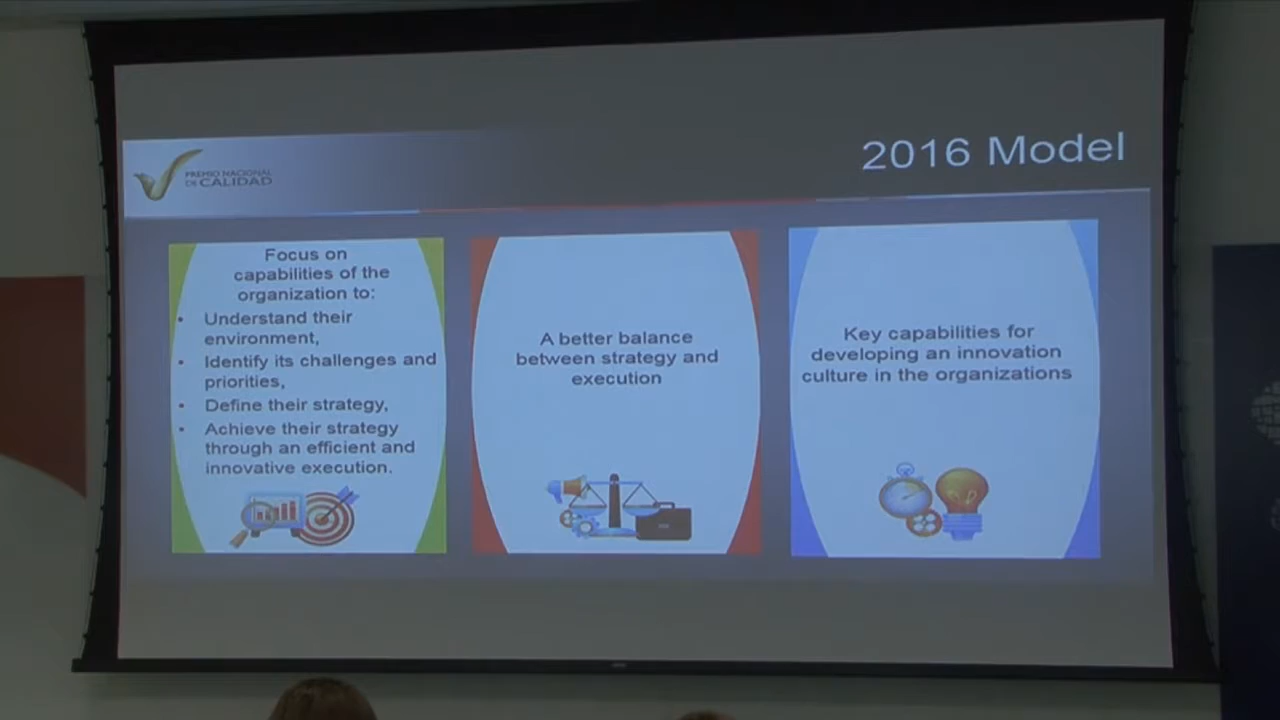 2016 Model
PREMIO NACIONAL
DE CALIDAD
Focus on
capabilities of the
organization to:
• Understand their
environment,
• Identify its challenges and
priorities,
• Define their strategy,
• Achieve their strategy
through an efficient and
innovative execution.
A better balance
between strategy and
execution
Key capabilities for
developing an innovation
culture in the organizations